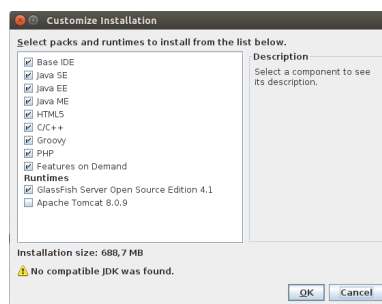 Customize Installation
Select packs and runtimes to install from the list below.
Base IDE
Java SE
Java EE
Java ME
HTML5
C/C++
Groovy
PHP
Features on Demand
Runtimes
GlassFish Server Open Source Edition 4.1
Apache Tomcat 8.0.9
Description
Select a component to see
its description.
Installation size: 688,7 MB
No compatible JDK was found.
OK
Cancel